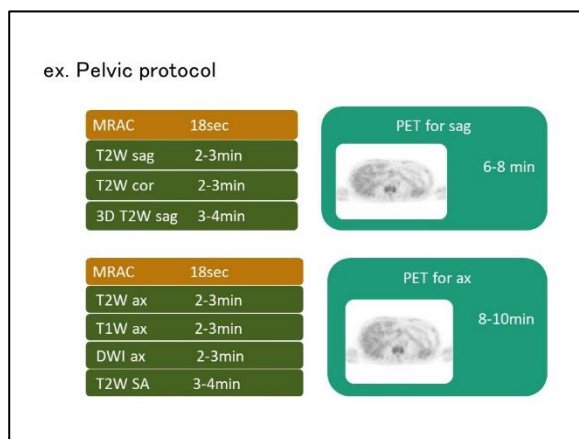 ex. Pelvic protocol
MRAC 18sec
T2W sag 2-3min
T2W cor 2-3min
3D T2W sag 3-4min
PET for sag
6-8 min
MRAC 18sec
T2W ax 2-3min
T1W ax 2-3min
DWI ax 2-3min
T2W SA 3-4min
PET for ax
8-10min